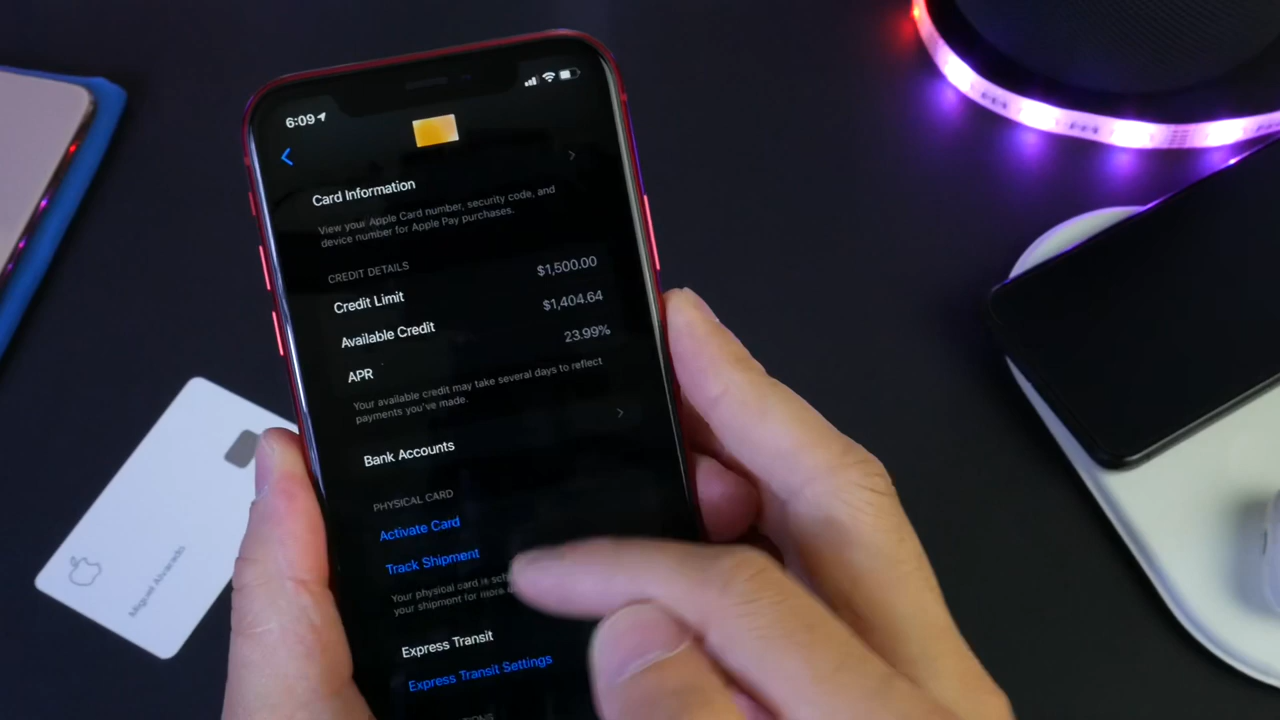 6:09
Card Information
View your Apple Card number, security code, and
device number for Apple Pay purchases.
CREDIT DETAILS
Credit Limit
$1,500.00
Available Credit
$1,404.64
APR
23.99%
Your available credit may take several days to reflect
payments you've made.
Bank Accounts
PHYSICAL CARD
Activate Card
Track Shipment
Your physical card is
your shipment for more
Express Transit
Express Transit Settings
Miguel Alvarado